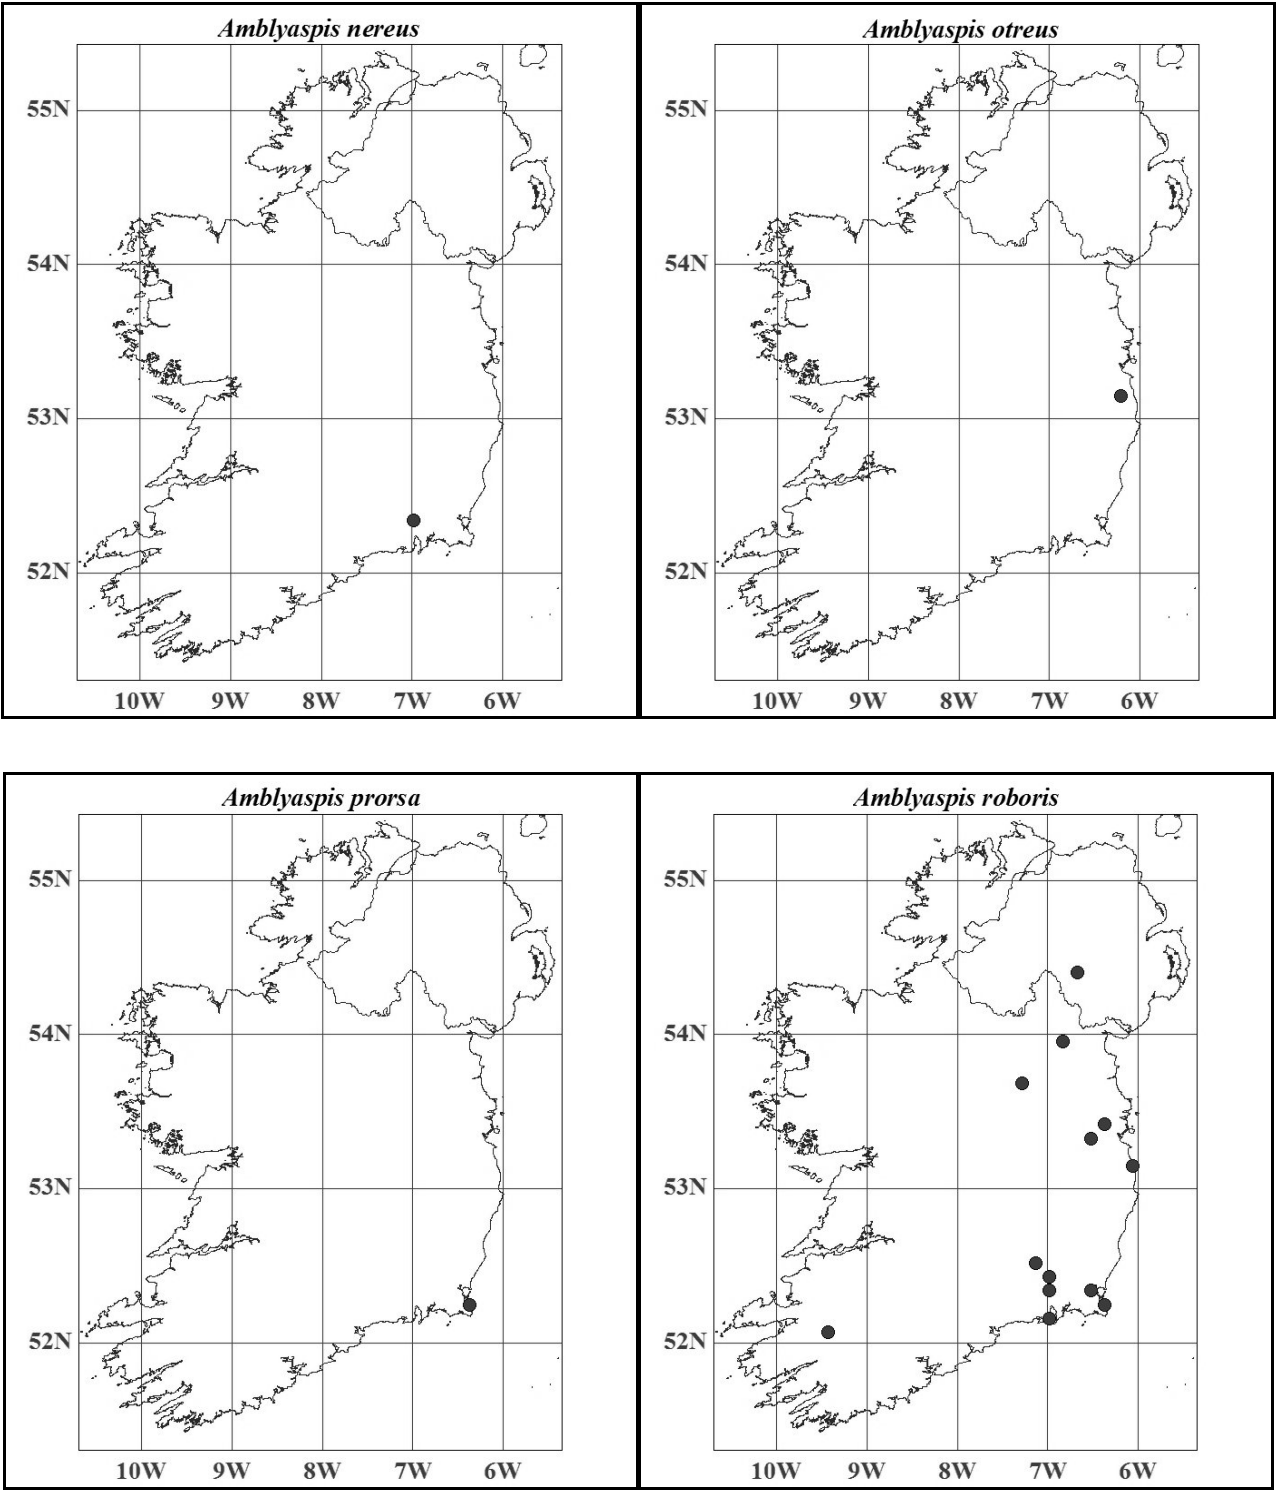 Amblyaspis nereus
55N
54N
53N
52N
10W 9W 8W 7W 6W
Amblyaspis otreus
55N
54N
53N
52N
10W 9W 8W 7W 6W
Amblyaspis prorsa
55N
54N
53N
52N
10W 9W 8W 7W 6W
Amblyaspis roboris
55N
54N
53N
52N
10W 9W 8W 7W 6W